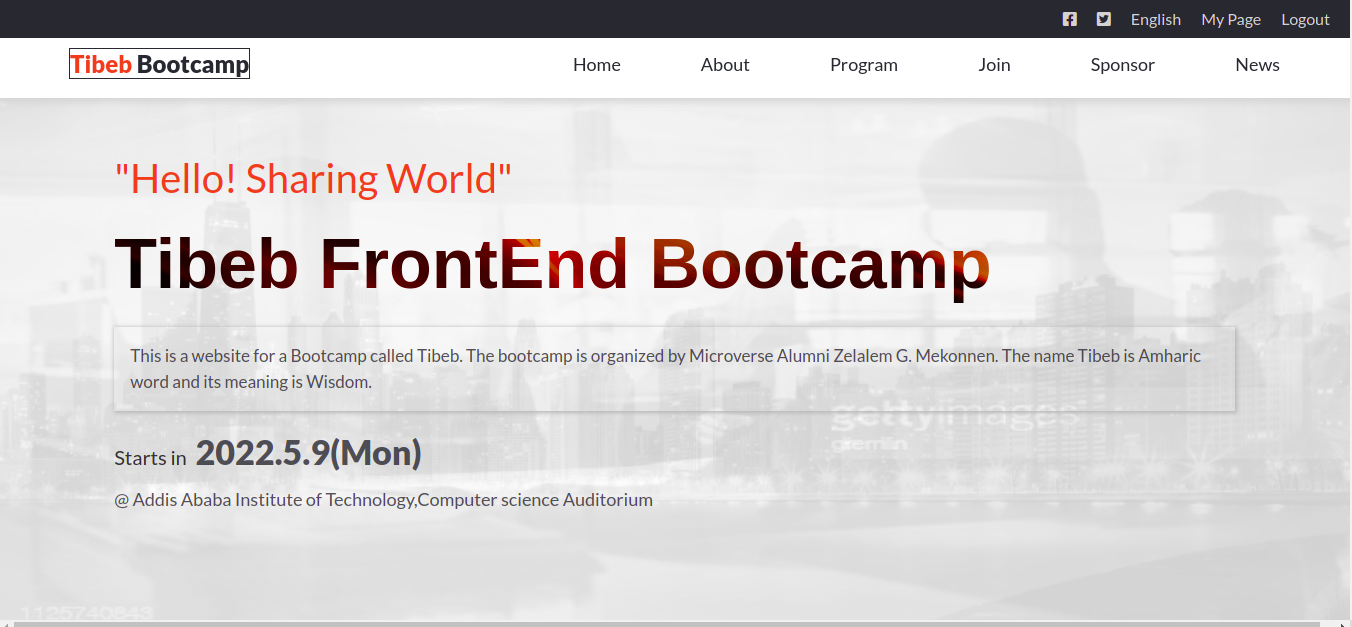 English My Page Logout
Tibeb Bootcamp Home About Program Join Sponsor News
"Hello! Sharing World"
Tibeb FrontEnd Bootcamp
This is a website for a Bootcamp called Tibeb. The bootcamp is organized by Microverse Alumni Zelalem G. Mekonnen. The name Tibeb is Amharic
word and its meaning is Wisdom.
gettyimages
gremlin
Starts in 2022.5.9(Mon)
@ Addis Ababa Institute of Technology,Computer science Auditorium
1125740843